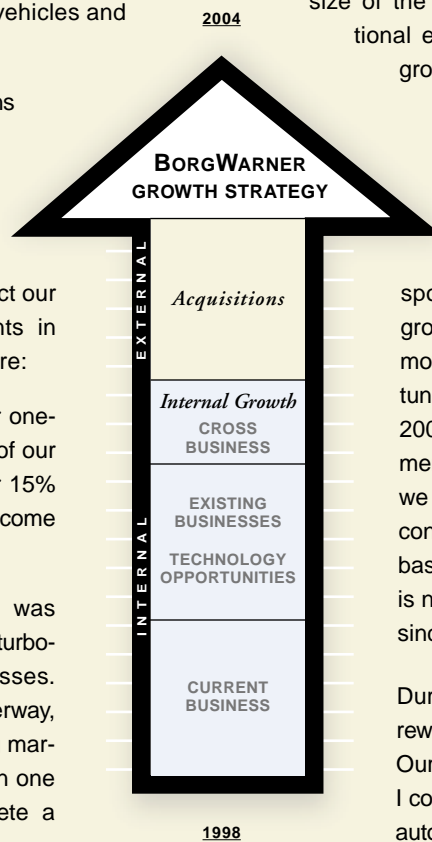 vehicles and
ns
ct our
nts in
re:
r one-
of our
r 15%
come
was
turbo-
sses.
erway,
mar-
n one
ete a
2004
BORGWARNER
GROWTH STRATEGY
EXTERNAL
Acquisitions
Internal Growth
CROSS
BUSINESS
INTERNAL
EXISTING
BUSINESSES
TECHNOLOGY
OPPORTUNITIES
CURRENT
BUSINESS
1998
size of the
tional e
gro
spo
gro
mo
tun
200
me
we
con
bas
is n
sinc
Dur
rew
Our
I co
auto